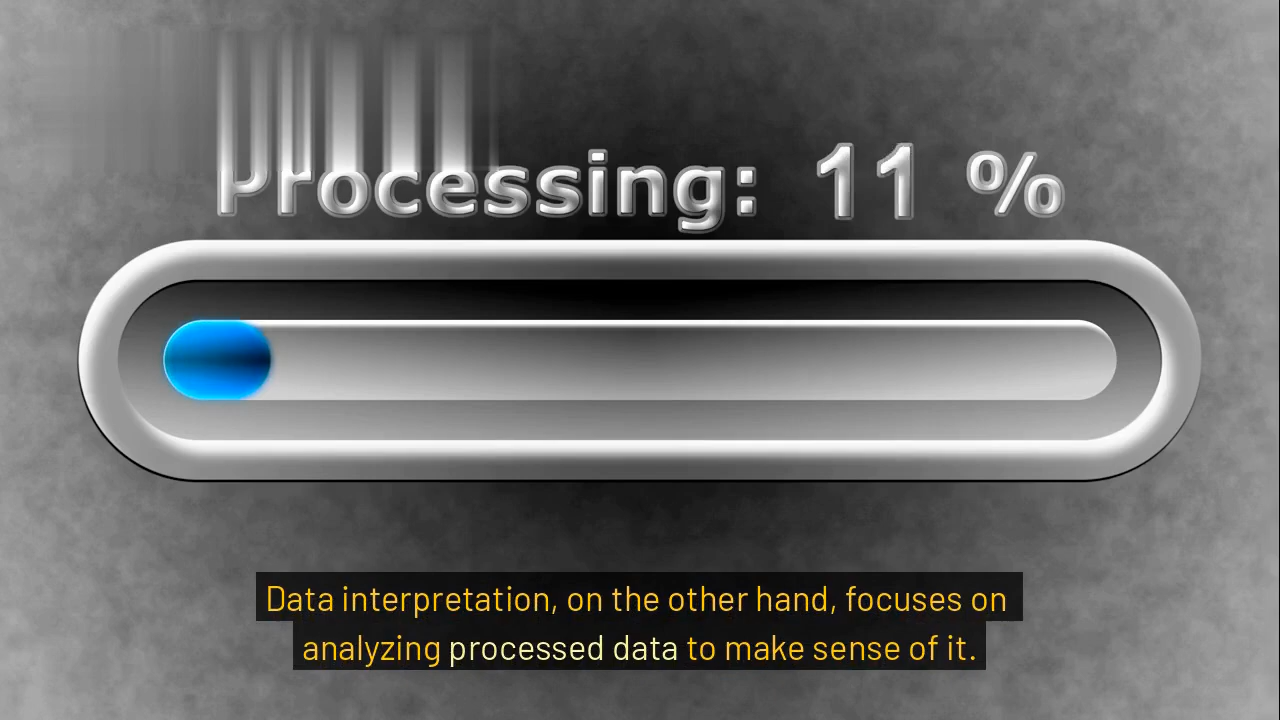 Processing: 11 %
Data interpretation, on the other hand, focuses on
analyzing processed data to make sense of it.